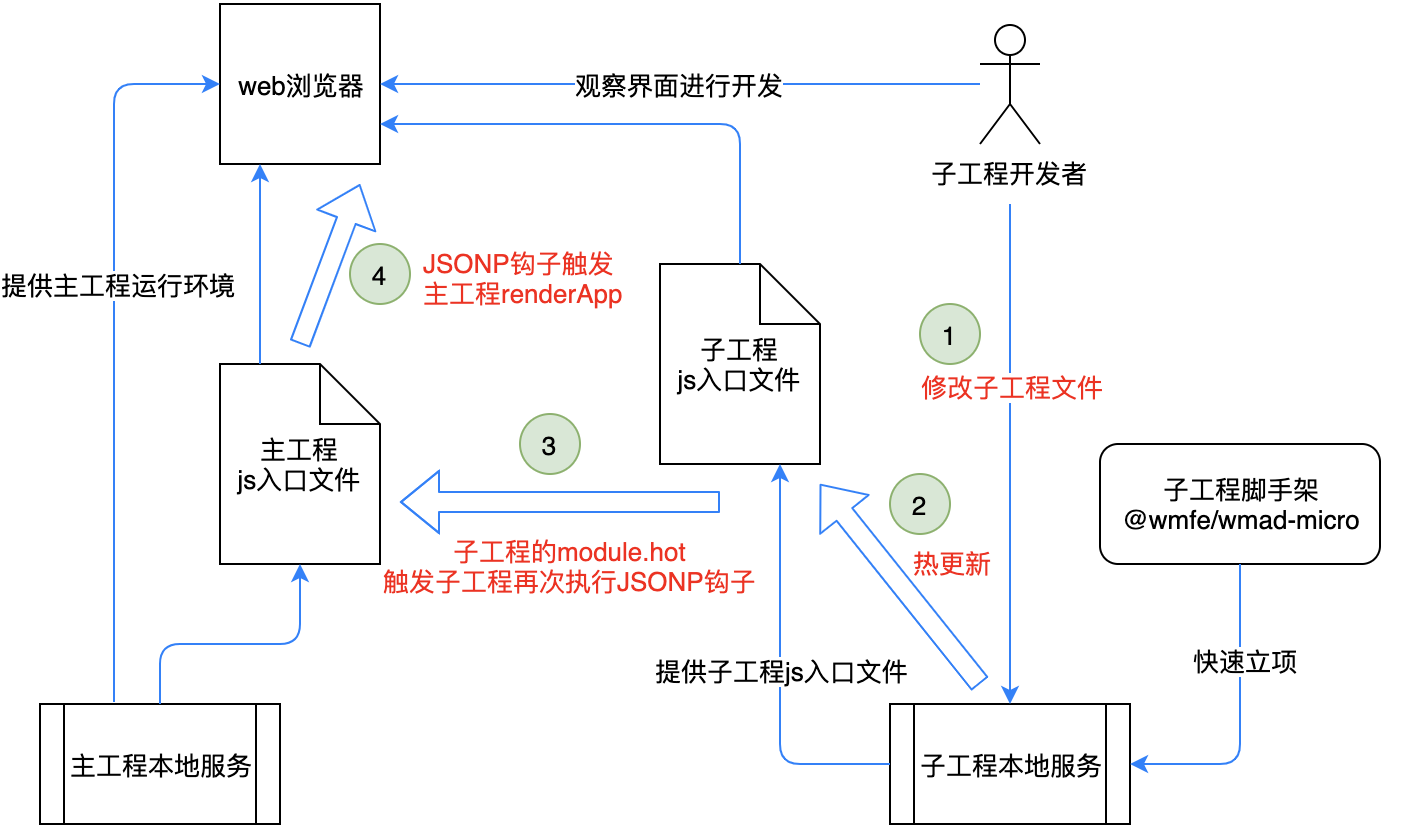 web浏览器
观察界面进行开发
子工程开发者
提供主工程运行环境
4
JSONP钩子触发
主工程renderApp
1
修改子工程文件
子工程
js入口文件
主工程
js入口文件
3
子工程的module.hot
触发子工程再次执行JSONP钩子
2
热更新
子工程脚手架
@wmfe/wmad-micro
提供子工程js入口文件
快速立项
主工程本地服务
子工程本地服务